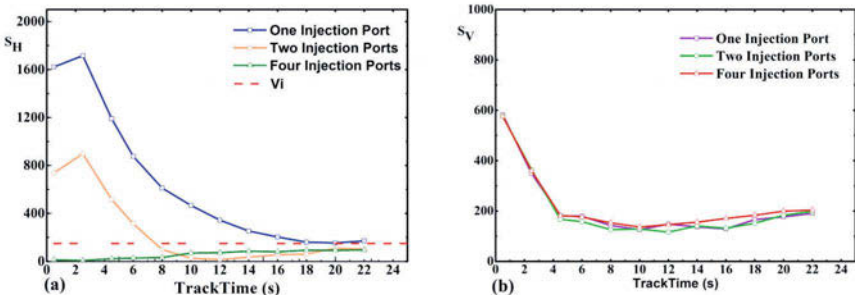 2000
S_H
1600
1200
800
400
0
One Injection Port
Two Injection Ports
Four Injection Ports
Vi
0 2 4 6 8 10 12 14 16 18 20 22 24
(a)
TrackTime (s)
1000
S_V
800
600
400
200
0
One Injection Port
Two Injection Ports
Four Injection Ports
0 2 4 6 8 10 12 14 16 18 20 22 24
(b)
TrackTime (s)